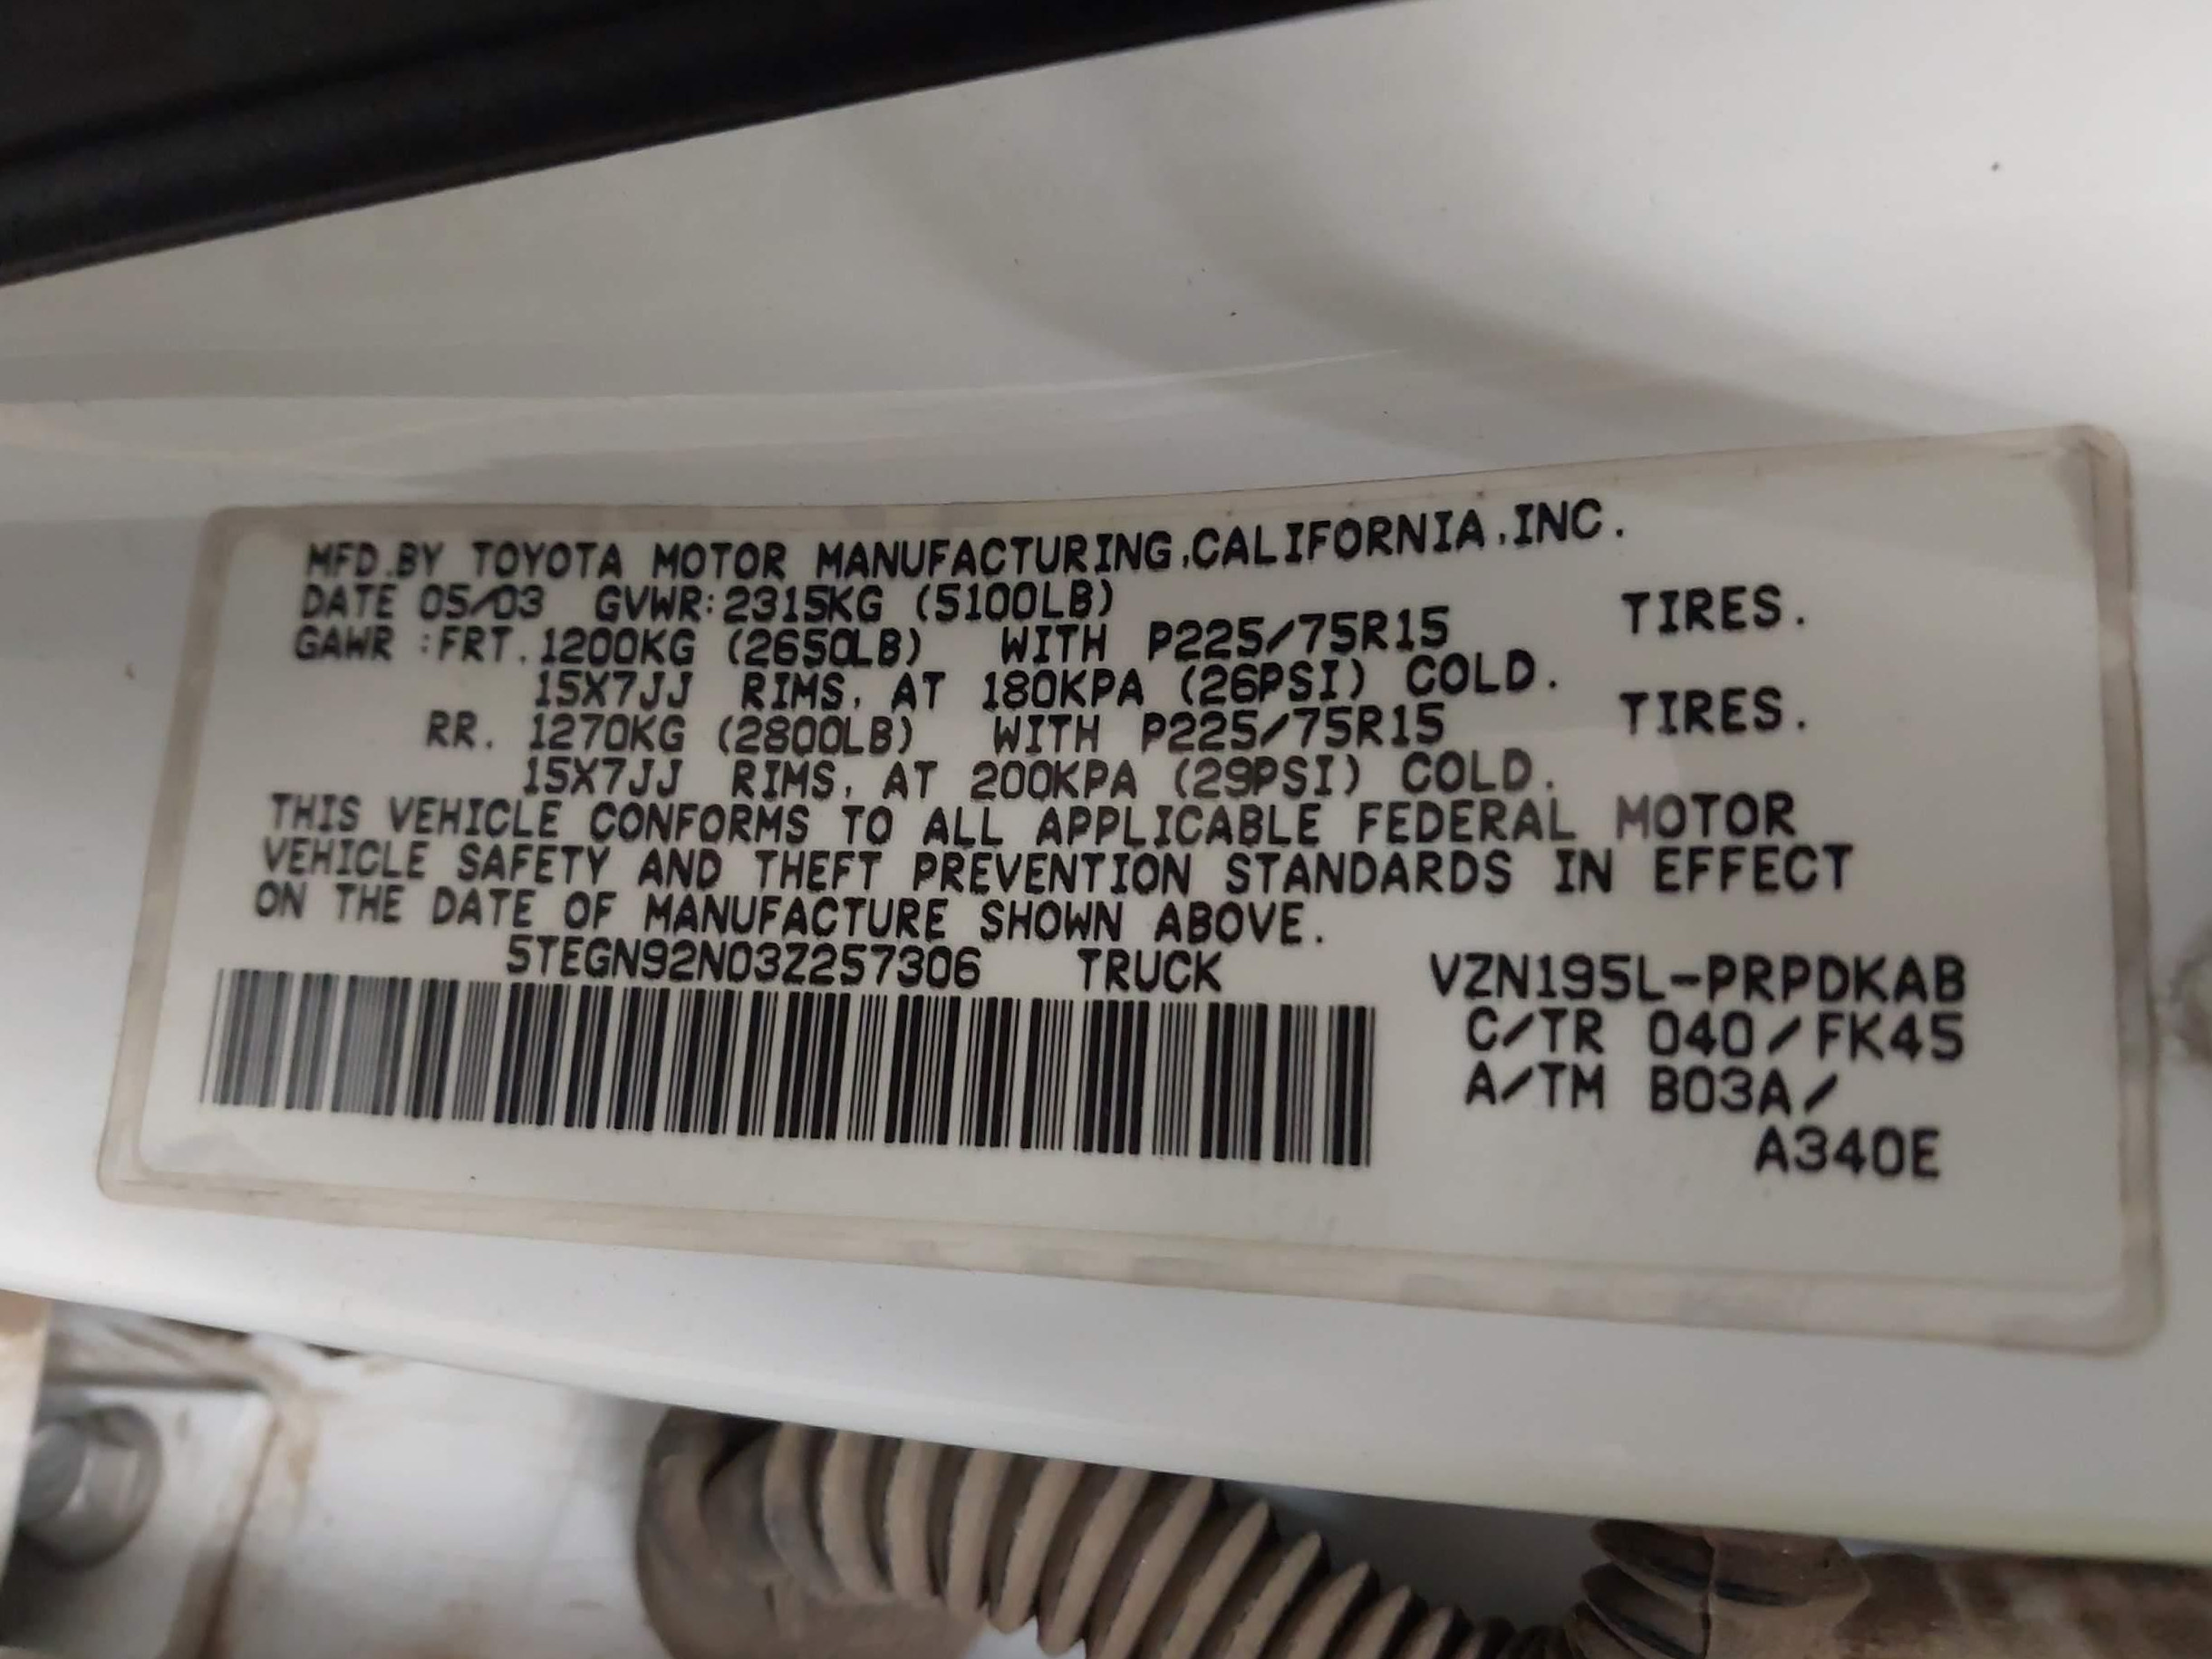 MFD.BY TOYOTA MOTOR MANUFACTURING,CALIFORNIA,INC.
DATE 05/03 GVWR:2315KG (5100LB)
GAWR :FRT. 1200KG (2650LB) WITH P225/75R15 TIRES.
15X7JJ RIMS, AT 180KPA (26PSI) COLD.
RR. 1270KG (2800LB) WITH P225/75R15 TIRES.
15X7JJ RIMS, AT 200KPA (29PSI) COLD.
THIS VEHICLE CONFORMS TO ALL APPLICABLE FEDERAL MOTOR
VEHICLE SAFETY AND THEFT PREVENTION STANDARDS IN EFFECT
ON THE DATE OF MANUFACTURE SHOWN ABOVE.
5TEGN92N03Z257306 TRUCK VZN195L-PRPDKAB
C/TR 040/FK45
A/TM B03A/
A340E